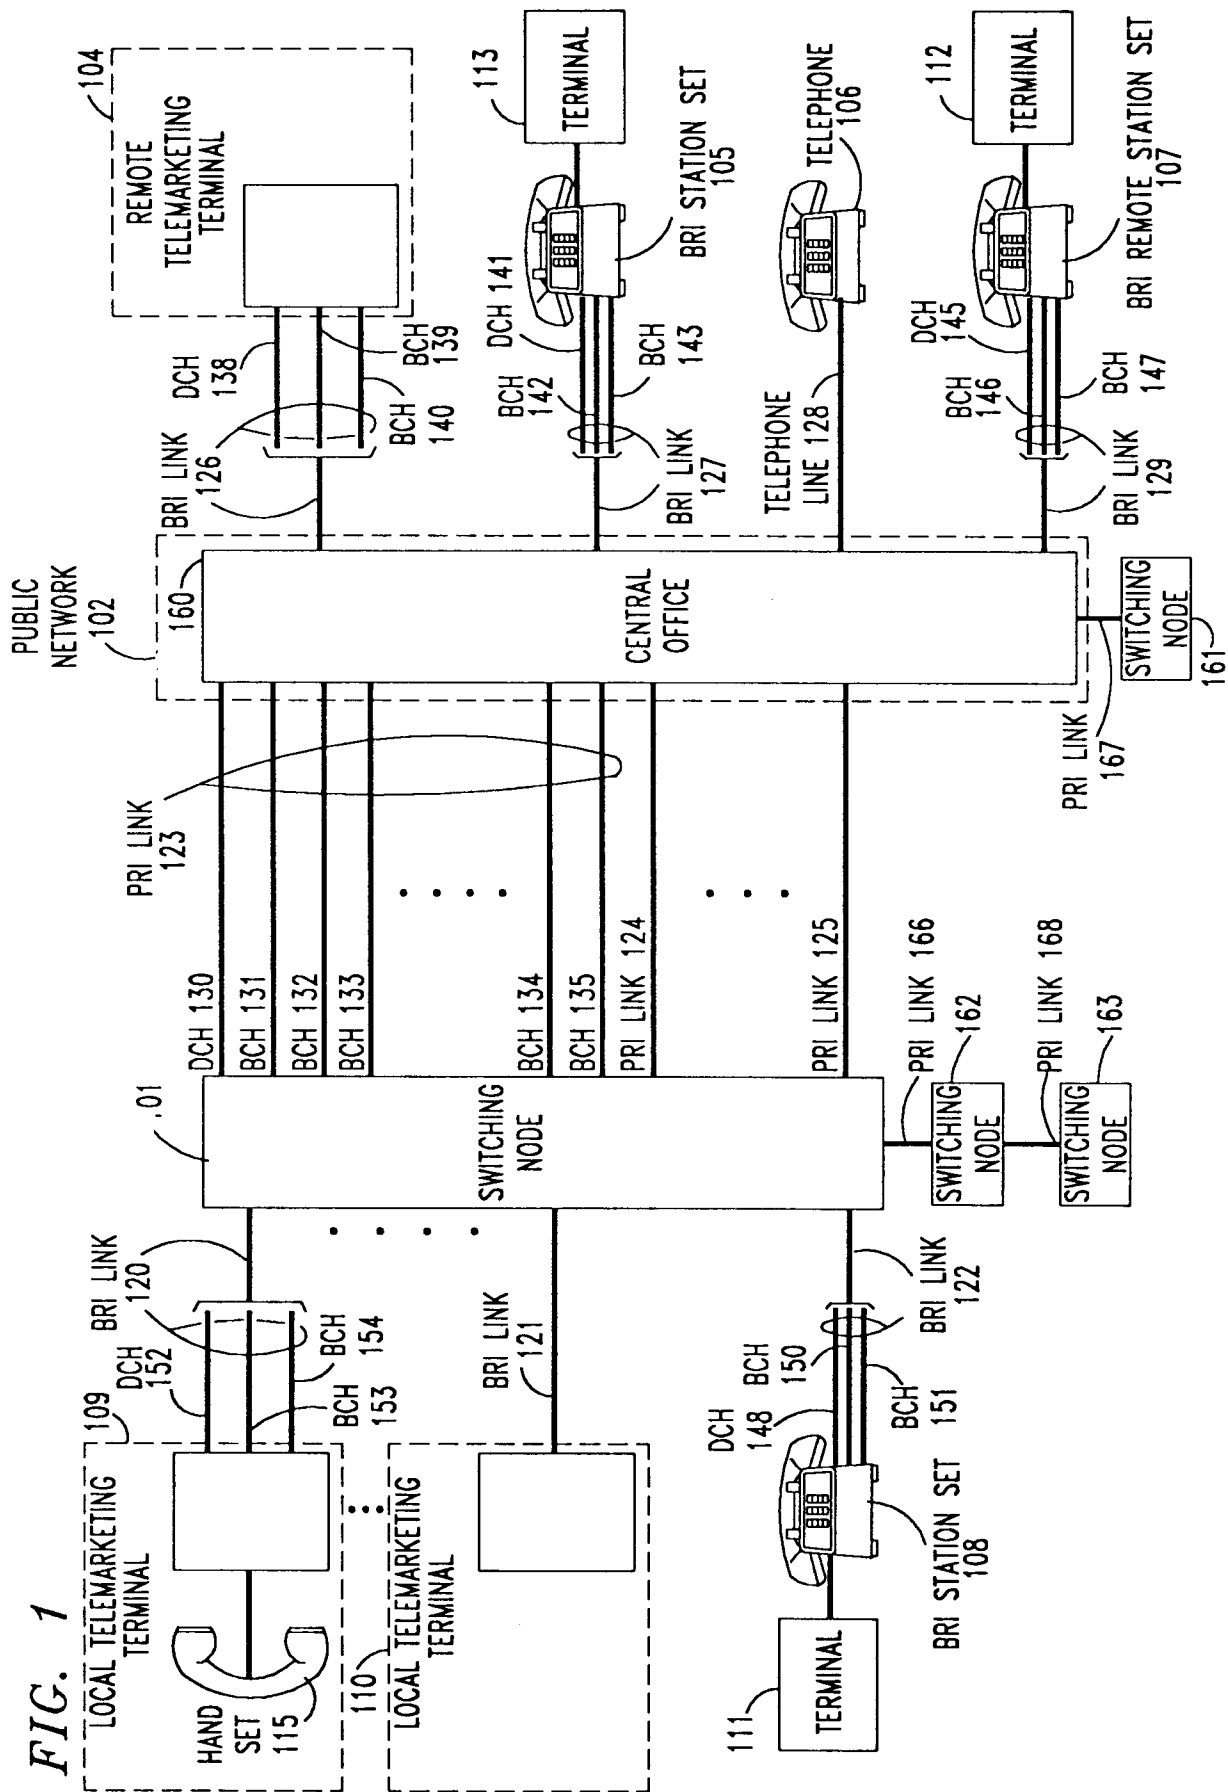 FIG. 1
LOCAL TELEMARKETING
TERMINAL
109
HAND
SET
115
DCH
152
BCH
153
BCH
154
BRI LINK
120
110
LOCAL TELEMARKETING
TERMINAL
BRI LINK
121
111
TERMINAL
BRI STATION SET
108
DCH
148
BCH
150
BCH
151
BRI LINK
122
.01
SWITCHING
NODE
DCH 130
BCH 131
BCH 132
BCH 133
BCH 134
BCH 135
PRI LINK 124
PRI LINK 125
PRI LINK 166
SWITCHING
NODE
162
PRI LINK 168
SWITCHING
NODE
163
PRI LINK
123
PUBLIC
NETWORK
102
160
CENTRAL
OFFICE
PRI LINK
167
SWITCHING
NODE
161
BRI LINK
126
DCH
138
BCH
139
BCH
140
REMOTE
TELEMARKETING
TERMINAL
104
BRI LINK
127
BCH
142
DCH 141
BCH
143
BRI STATION SET
105
TERMINAL
113
TELEPHONE
LINE 128
TELEPHONE
106
BRI LINK
129
BCH
146
DCH
145
BCH
147
BRI REMOTE STATION SET
107
TERMINAL
112